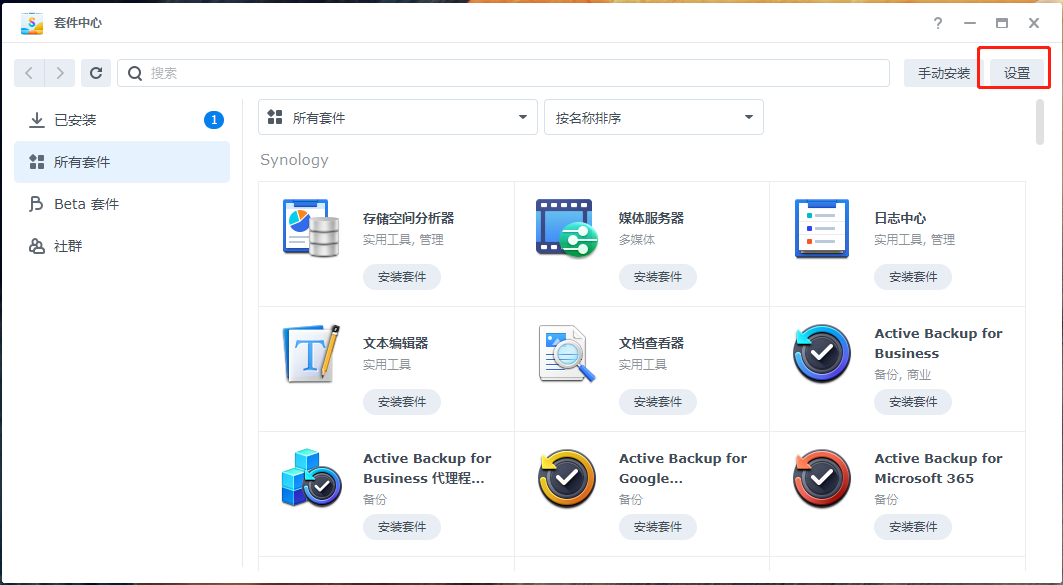 套件中心
搜索
手动安装
设置
已安装
1
所有套件
Beta 套件
社群
所有套件
按名称排序
Synology
存储空间分析器
实用工具, 管理
安装套件
媒体服务器
多媒体
安装套件
日志中心
实用工具, 管理
安装套件
文本编辑器
实用工具
安装套件
文档查看器
实用工具
安装套件
Active Backup for
Business
备份, 商业
安装套件
Active Backup for
Business 代理程...
备份
安装套件
Active Backup for
Google...
备份
安装套件
Active Backup for
Microsoft 365
备份
安装套件